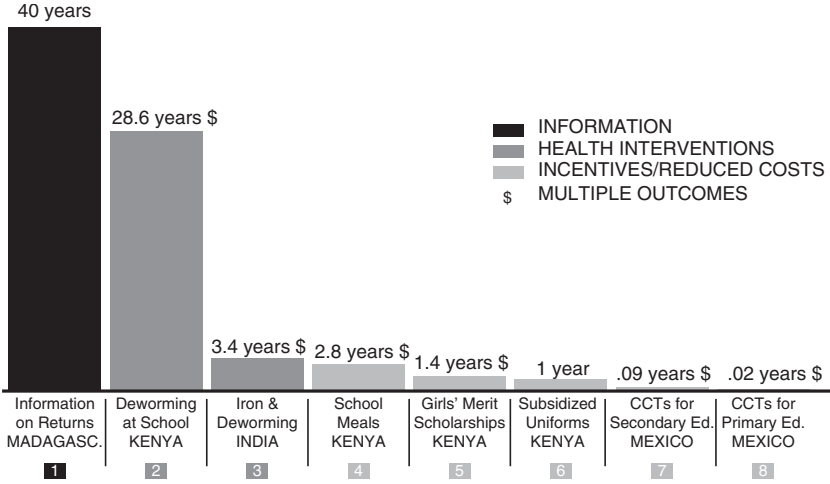 40 years
28.6 years $
INFORMATION
HEALTH INTERVENTIONS
INCENTIVES/REDUCED COSTS
$ MULTIPLE OUTCOMES
3.4 years $
2.8 years $
1.4 years $
1 year
.09 years $
.02 years $
Information
on Returns
MADAGASC.
1
Deworming
at School
KENYA
2
Iron &
Deworming
INDIA
3
School
Meals
KENYA
4
Girls' Merit
Scholarships
KENYA
5
Subsidized
Uniforms
KENYA
6
CCTs for
Secondary Ed.
MEXICO
7
CCTs for
Primary Ed.
MEXICO
8